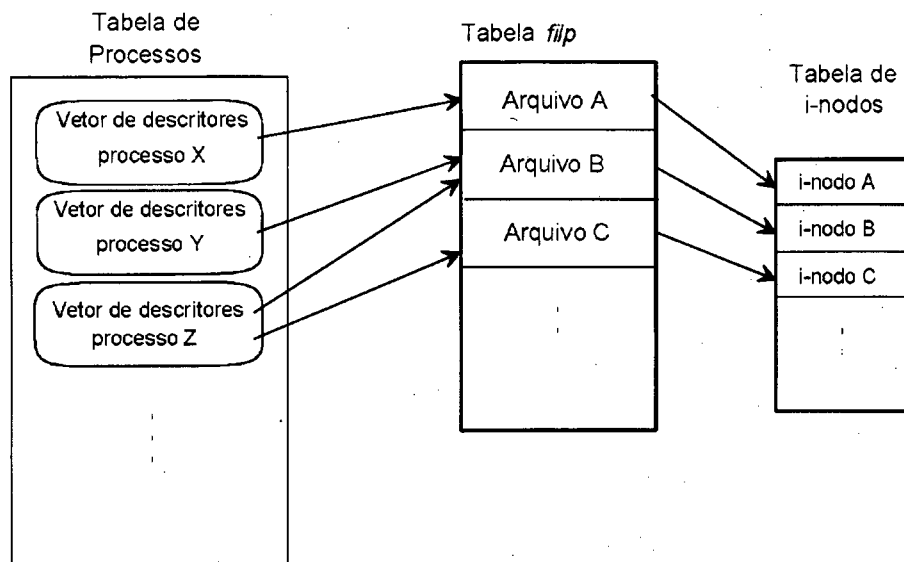 Tabela de
Processos
Vetor de descritores
processo X
Vetor de descritores
processo Y
Vetor de descritores
processo Z
Tabela filp
Arquivo A
Arquivo B
Arquivo C
Tabela de
i-nodos
i-nodo A
i-nodo B
i-nodo C